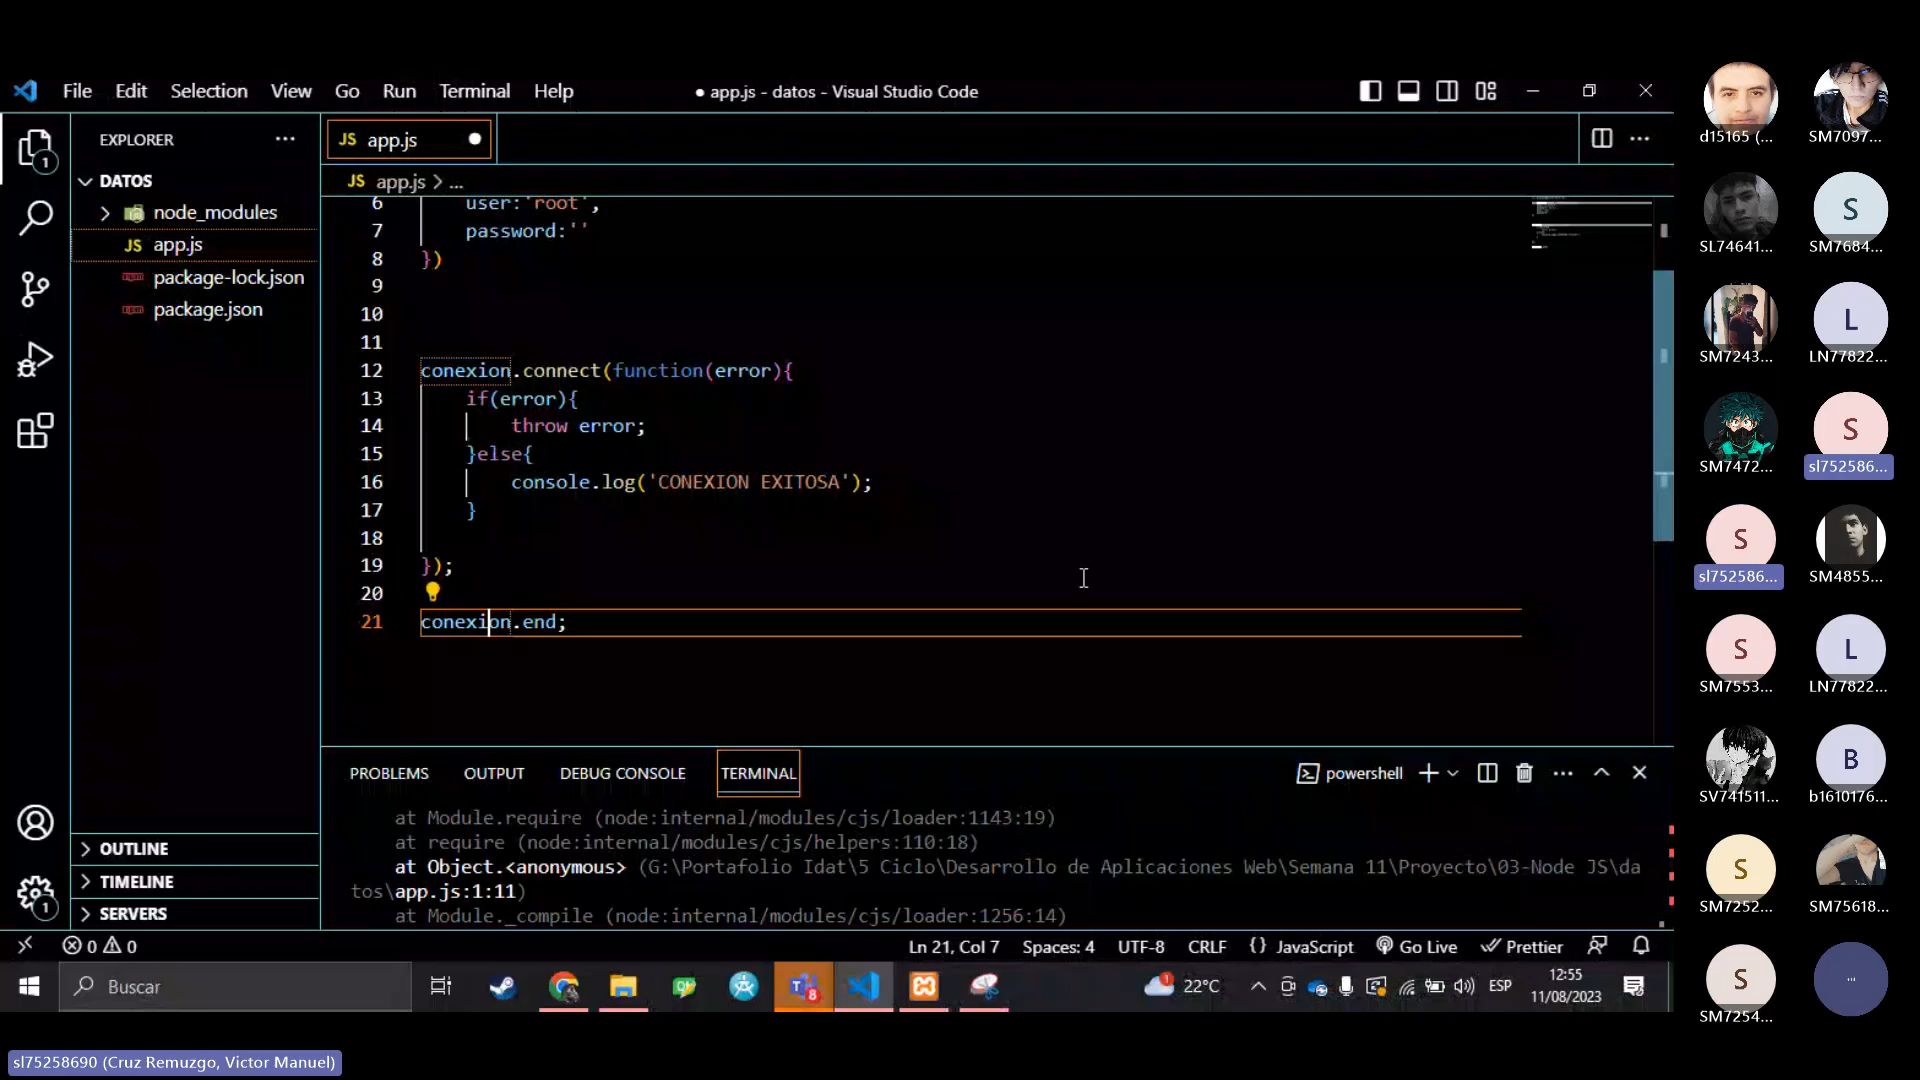 File Edit Selection View Go Run Terminal Help
● app.js - datos - Visual Studio Code
EXPLORER
1
DATOS
node_modules
JS app.js
package-lock.json
package.json
OUTLINE
TIMELINE
SERVERS
1
JS app.js
JS app.js > ...
6 user:'root',
7 password:''
8 })
9
10
11
12 conexion.connect(function(error){
13 if(error){
14 throw error;
15 }else{
16 console.log('CONEXION EXITOSA');
17 }
18
19 });
20
21 conexion.end;
PROBLEMS OUTPUT DEBUG CONSOLE TERMINAL
powershell
at Module.require (node:internal/modules/cjs/loader:1143:19)
at require (node:internal/modules/cjs/helpers:110:18)
at Object.<anonymous> (G:\Portafolio Idat\5 Ciclo\Desarrollo de Aplicaciones Web\Semana 11\Proyecto\03-Node JS\da
tos\app.js:1:11)
at Module._compile (node:internal/modules/cjs/loader:1256:14)
0 0
Ln 21, Col 7 Spaces: 4 UTF-8 CRLF {} JavaScript Go Live Prettier
Buscar
8
1
22°C
ESP
12:55
11/08/2023
d15165 (...
SM7097...
SL74641...
S
SM7684...
SM7243...
L
LN77822...
SM7472...
S
sl752586...
S
sl752586...
SM4855...
S
SM7553...
L
LN77822...
SV741511...
B
b1610176...
S
SM7252...
SM75618...
S
SM7254...
...
sl75258690 (Cruz Remuzgo, Victor Manuel)